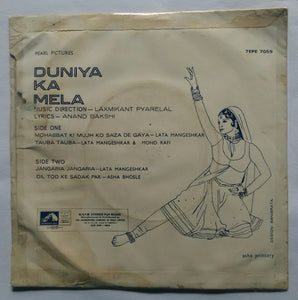 PEARL PICTURES
7EPE 7059
DUNIYA
KA
MELA
MUSIC DIRECTION - LAXMIKANT PYARELAL
LYRICS - ANAND BAKSHI
SIDE ONE
MOHABBAT KI MUJH KO SAZA DE GAYA - LATA MANGESHKAR
TAUBA TAUBA - LATA MANGESHKAR & MOHD RAFI
SIDE TWO
JANGARIA JANGARIA - LATA MANGESHKAR
DIL TOD KE SADAK PAR - ASHA BHOSLE